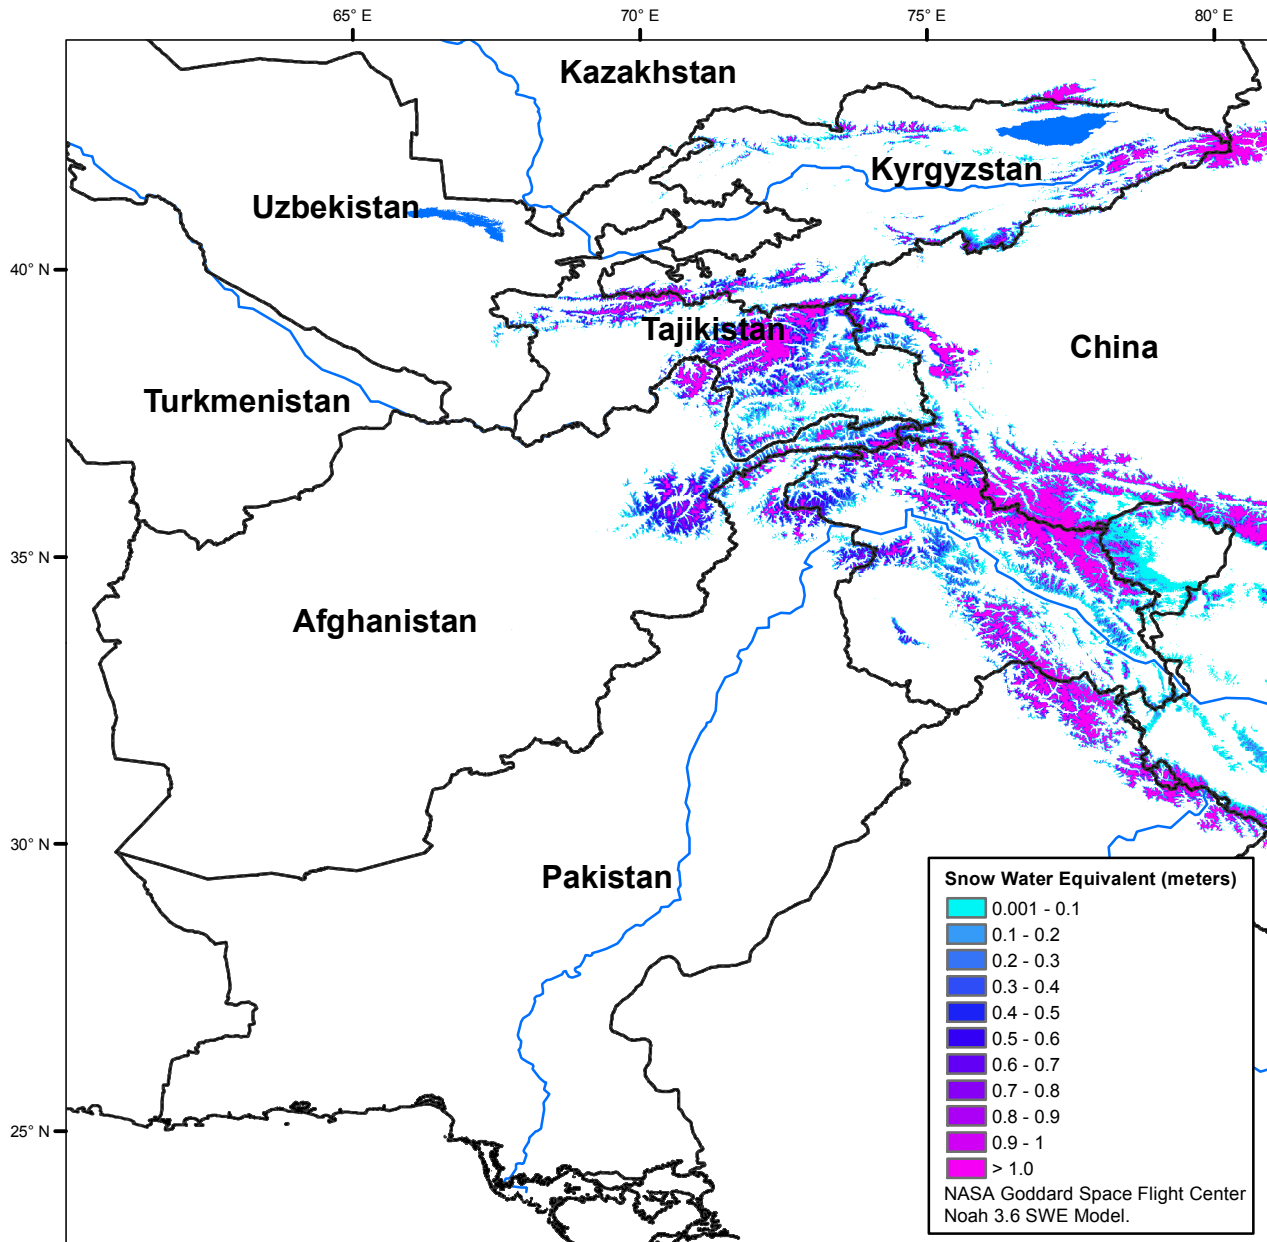 65° E
70° E
75° E
80° E
Kazakhstan
Kyrgyzstan
Uzbekistan
40° N
Tajikistan
China
Turkmenistan
35° N
Afghanistan
30° N
Pakistan
Snow Water Equivalent (meters)
0.001 - 0.1
0.1 - 0.2
0.2 - 0.3
0.3 - 0.4
0.4 - 0.5
0.5 - 0.6
0.6 - 0.7
0.7 - 0.8
0.8 - 0.9
0.9 - 1
> 1.0
NASA Goddard Space Flight Center
Noah 3.6 SWE Model.
25° N